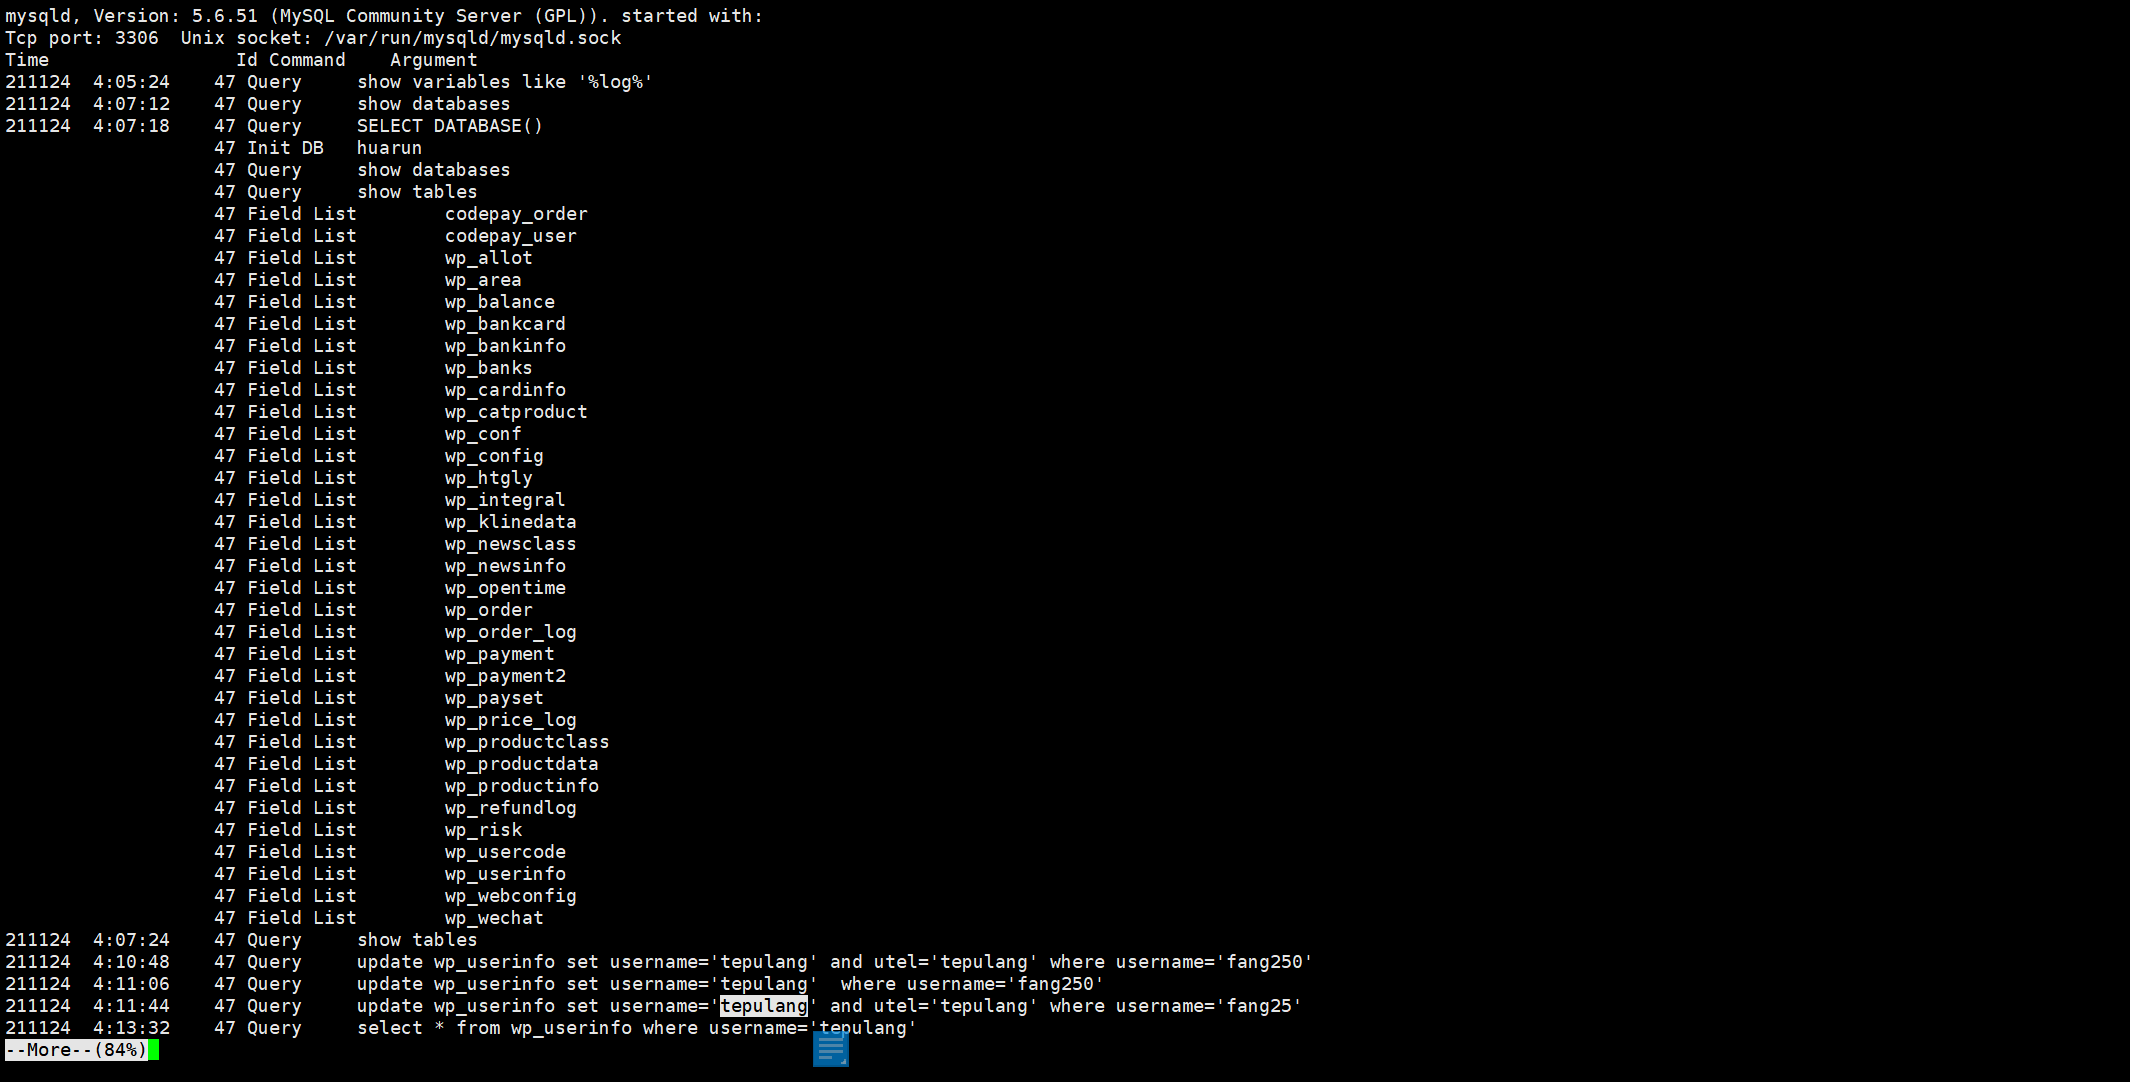 mysqld, Version: 5.6.51 (MySQL Community Server (GPL)). started with:
Tcp port: 3306  Unix socket: /var/run/mysqld/mysqld.sock
Time                 Id Command    Argument
211124  4:05:24    47 Query     show variables like '%log%'
211124  4:07:12    47 Query     show databases
211124  4:07:18    47 Query     SELECT DATABASE()
                   47 Init DB   huarun
                   47 Query     show databases
                   47 Query     show tables
                   47 Field List        codepay_order
                   47 Field List        codepay_user
                   47 Field List        wp_allot
                   47 Field List        wp_area
                   47 Field List        wp_balance
                   47 Field List        wp_bankcard
                   47 Field List        wp_bankinfo
                   47 Field List        wp_banks
                   47 Field List        wp_cardinfo
                   47 Field List        wp_catproduct
                   47 Field List        wp_conf
                   47 Field List        wp_config
                   47 Field List        wp_htgly
                   47 Field List        wp_integral
                   47 Field List        wp_klinedata
                   47 Field List        wp_newsclass
                   47 Field List        wp_newsinfo
                   47 Field List        wp_opentime
                   47 Field List        wp_order
                   47 Field List        wp_order_log
                   47 Field List        wp_payment
                   47 Field List        wp_payment2
                   47 Field List        wp_payset
                   47 Field List        wp_price_log
                   47 Field List        wp_productclass
                   47 Field List        wp_productdata
                   47 Field List        wp_productinfo
                   47 Field List        wp_refundlog
                   47 Field List        wp_risk
                   47 Field List        wp_usercode
                   47 Field List        wp_userinfo
                   47 Field List        wp_webconfig
                   47 Field List        wp_wechat
211124  4:07:24    47 Query     show tables
211124  4:10:48    47 Query     update wp_userinfo set username='tepulang' and utel='tepulang' where username='fang250'
211124  4:11:06    47 Query     update wp_userinfo set username='tepulang'  where username='fang250'
211124  4:11:44    47 Query     update wp_userinfo set username='tepulang' and utel='tepulang' where username='fang25'
211124  4:13:32    47 Query     select * from wp_userinfo where username='tepulang'
--More--(84%)